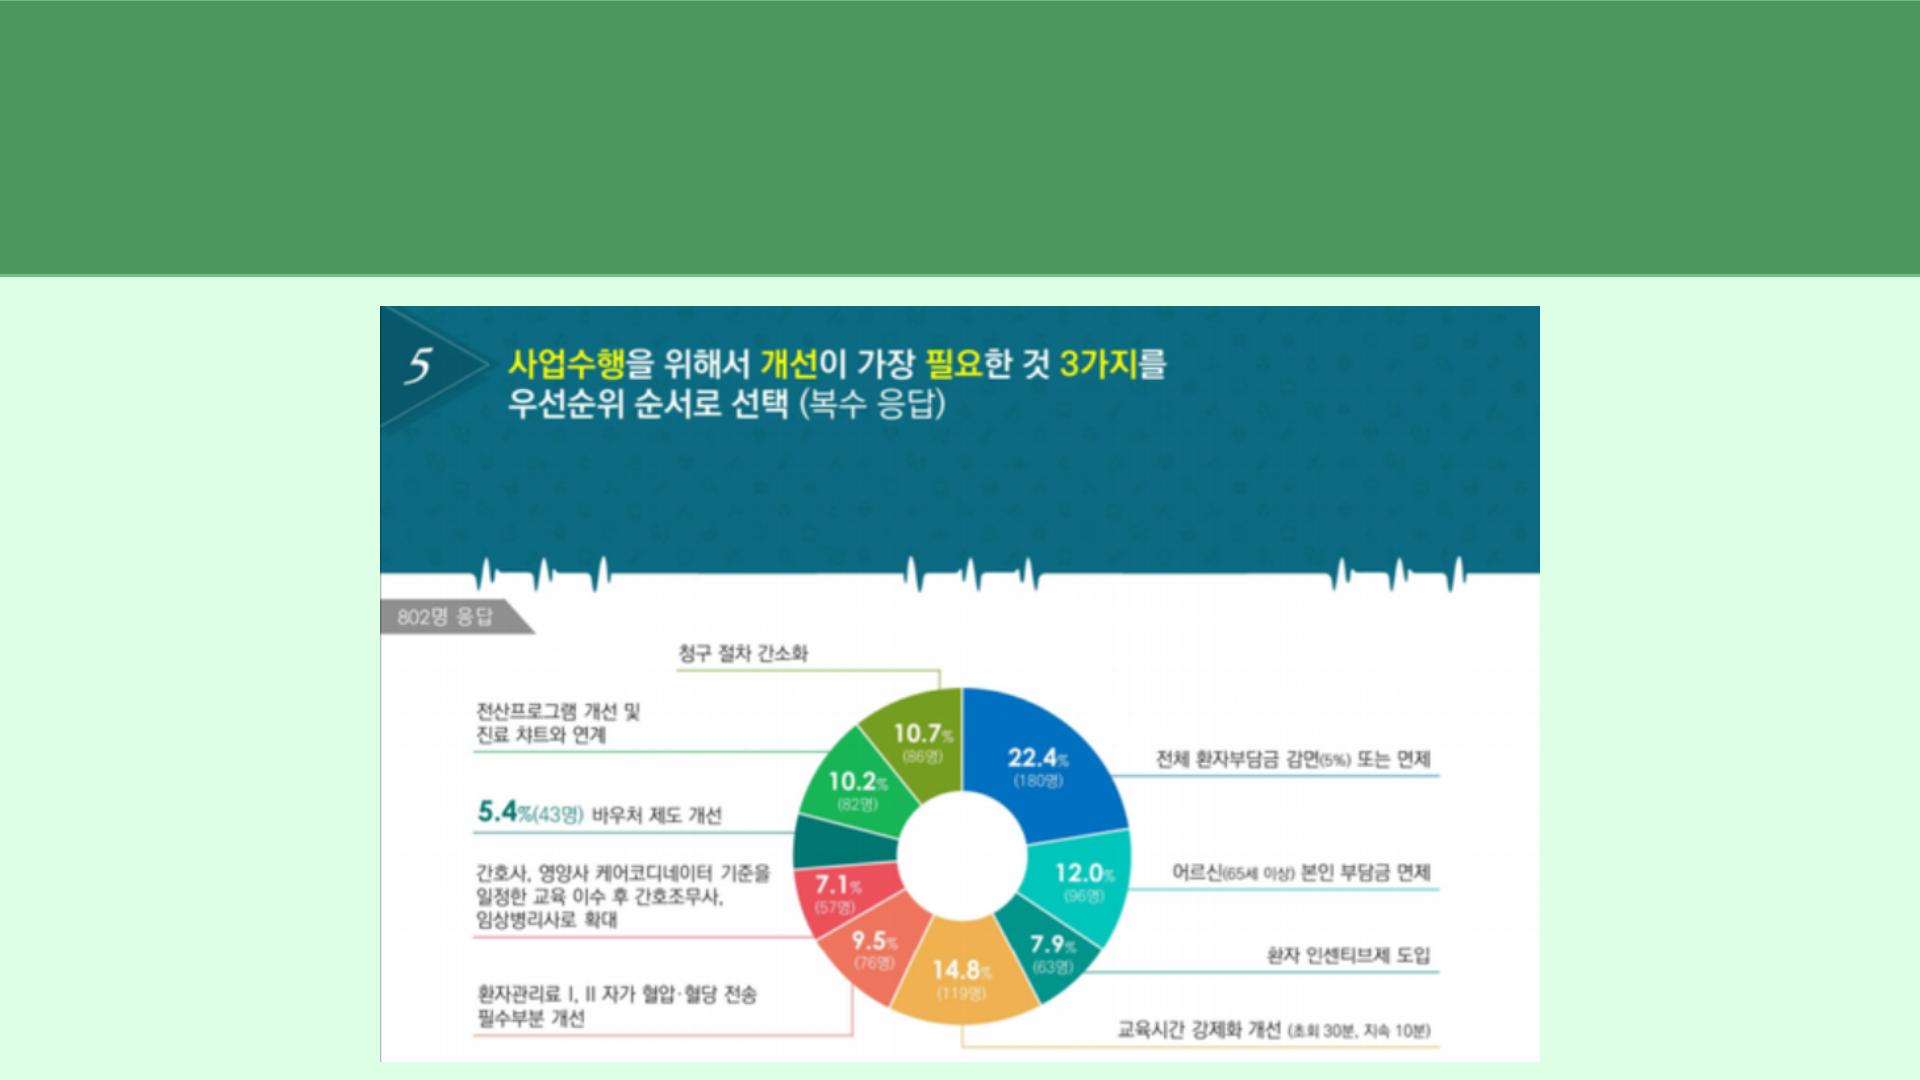 5
사업수행을 위해서 개선이 가장 필요한 것 3가지를
우선순위 순서로 선택 (복수 응답)
802명 응답
청구 절차 간소화
전산프로그램 개선 및
진료 챠트와 연계
5.4%(43명) 바우처 제도 개선
간호사, 영양사 케어코디네이터 기준을
일정한 교육 이수 후 간호조무사,
임상병리사로 확대
환자관리료 I, II 자가 혈압·혈당 전송
필수부분 개선
10.7%
(86명)
10.2%
(82명)
7.1%
(57명)
9.5%
(76명)
14.8%
(119명)
7.9%
(63명)
12.0%
(96명)
22.4%
(180명)
전체 환자부담금 감면(5%) 또는 면제
어르신(65세 이상) 본인 부담금 면제
환자 인센티브제 도입
교육시간 강제화 개선 (초회 30분, 지속 10분)